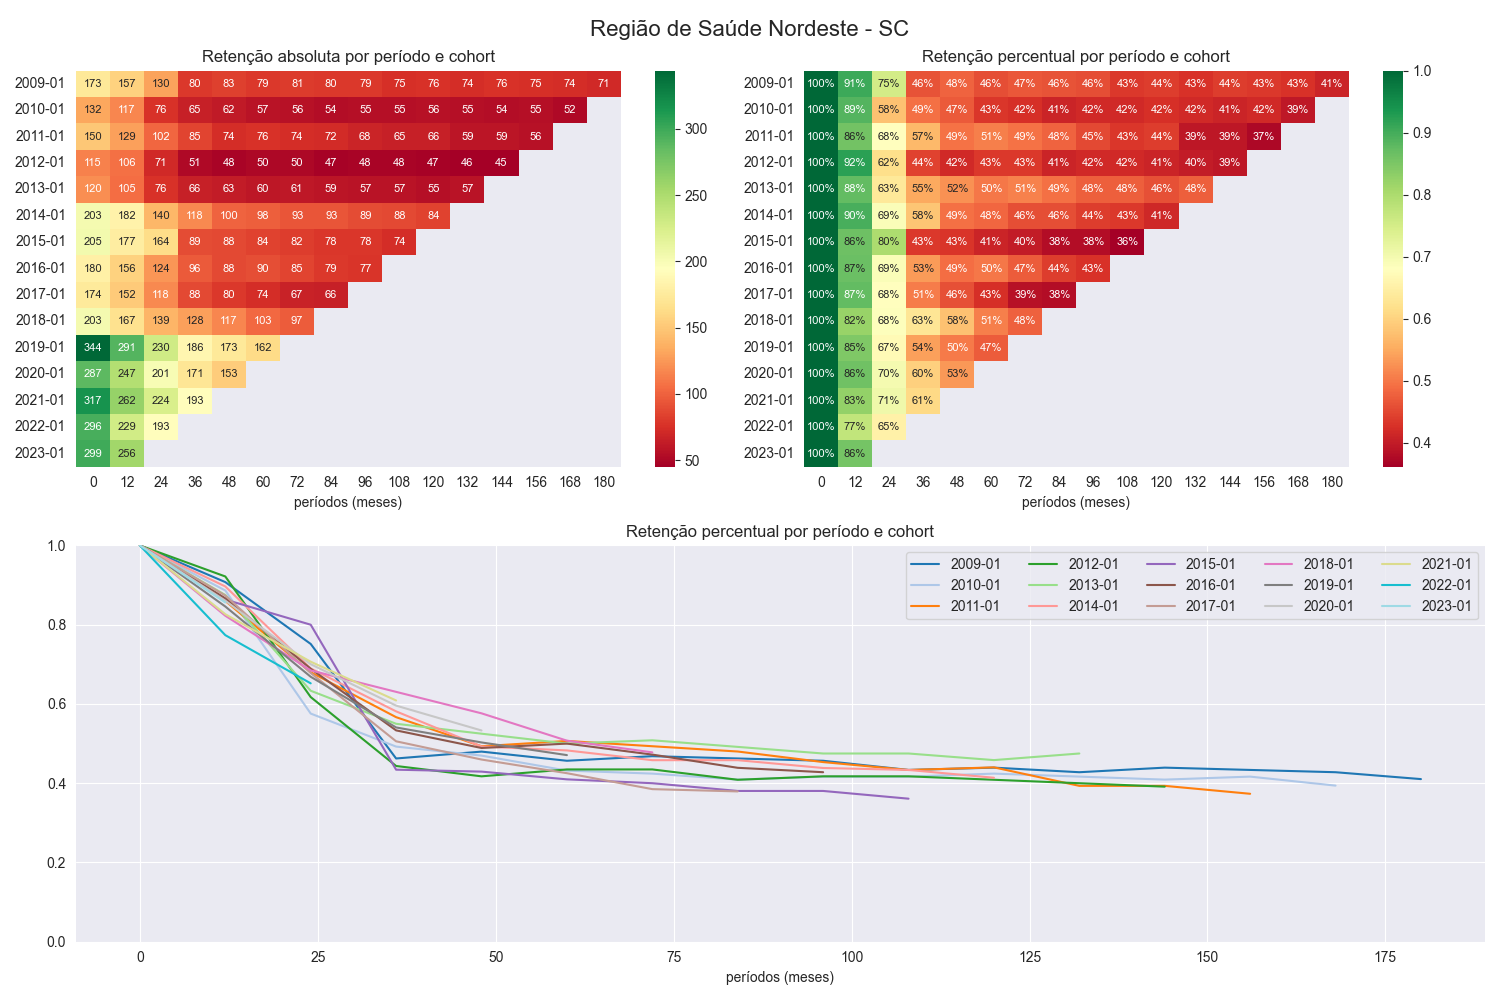 Região de Saúde Nordeste - SC
Retenção absoluta por período e cohort
2009-01 173 157 130 80 83 79 81 80 79 75 76 74 76 75 74 71
2010-01 132 117 76 65 62 57 56 54 55 55 56 55 54 55 52
2011-01 150 129 102 85 74 76 74 72 68 65 66 59 59 56
2012-01 115 106 71 51 48 50 50 47 48 48 47 46 45
2013-01 120 105 76 66 63 60 61 59 57 57 55 57
2014-01 203 182 140 118 100 98 93 93 89 88 84
2015-01 205 177 164 89 88 84 82 78 78 74
2016-01 180 156 124 96 88 90 85 79 77
2017-01 174 152 118 88 80 74 67 66
2018-01 203 167 139 128 117 103 97
2019-01 344 291 230 186 173 162
2020-01 287 247 201 171 153
2021-01 317 262 224 193
2022-01 296 229 193
2023-01 299 256
0 12 24 36 48 60 72 84 96 108 120 132 144 156 168 180
períodos (meses)
300
250
200
150
100
50
Retenção percentual por período e cohort
2009-01 100% 91% 75% 46% 48% 46% 47% 46% 46% 43% 44% 43% 44% 43% 43% 41%
2010-01 100% 89% 58% 49% 47% 43% 42% 41% 42% 42% 42% 42% 41% 42% 39%
2011-01 100% 86% 68% 57% 49% 51% 49% 48% 45% 43% 44% 39% 39% 37%
2012-01 100% 92% 62% 44% 42% 43% 43% 41% 42% 42% 41% 40% 39%
2013-01 100% 88% 63% 55% 52% 50% 51% 49% 48% 48% 46% 48%
2014-01 100% 90% 69% 58% 49% 48% 46% 46% 44% 43% 41%
2015-01 100% 86% 80% 43% 43% 41% 40% 38% 38% 36%
2016-01 100% 87% 69% 53% 49% 50% 47% 44% 43%
2017-01 100% 87% 68% 51% 46% 43% 39% 38%
2018-01 100% 82% 68% 63% 58% 51% 48%
2019-01 100% 85% 67% 54% 50% 47%
2020-01 100% 86% 70% 60% 53%
2021-01 100% 83% 71% 61%
2022-01 100% 77% 65%
2023-01 100% 86%
0 12 24 36 48 60 72 84 96 108 120 132 144 156 168 180
períodos (meses)
1.0
0.9
0.8
0.7
0.6
0.5
0.4
Retenção percentual por período e cohort
1.0
0.8
0.6
0.4
0.2
0.0
2009-01 2012-01 2015-01 2018-01 2021-01
2010-01 2013-01 2016-01 2019-01 2022-01
2011-01 2014-01 2017-01 2020-01 2023-01
0 25 50 75 100 125 150 175
períodos (meses)